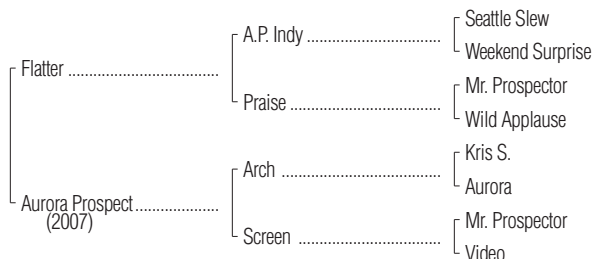 Seattle Slew
A.P. Indy ..............................
Weekend Surprise
Flatter ..................................
Mr. Prospector
Praise .................................
Wild Applause
Kris S.
Arch ...................................
Aurora
Aurora Prospect ...................
(2007)
Mr. Prospector
Screen ...............................
Video